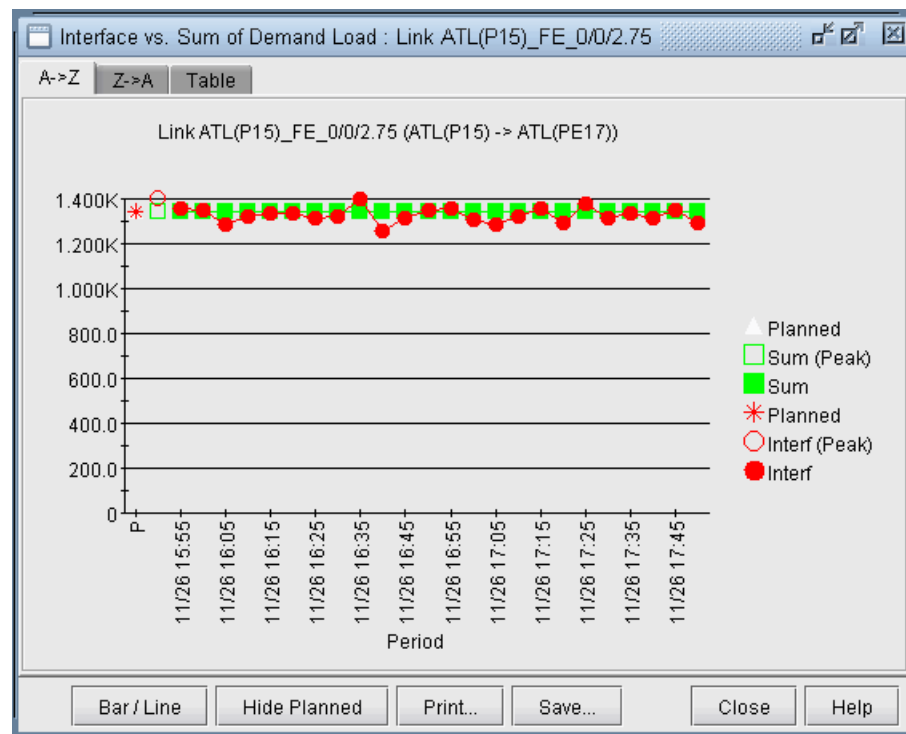 Interface vs. Sum of Demand Load : Link ATL(P15)_FE_0/0/2.75
A->Z Z->A Table
Link ATL(P15)_FE_0/0/2.75 (ATL(P15) -> ATL(PE17))
1.400K
1.200K
1.000K
800.0
600.0
400.0
200.0
0
P
11/26 15:55
11/26 16:05
11/26 16:15
11/26 16:25
11/26 16:35
11/26 16:45
11/26 16:55
11/26 17:05
11/26 17:15
11/26 17:25
11/26 17:35
11/26 17:45
Period
Planned
Sum (Peak)
Sum
Planned
Interf (Peak)
Interf
Bar / Line Hide Planned Print... Save... Close Help